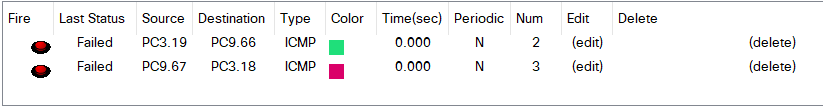 Fire Last Status Source Destination Type Color Time(sec) Periodic Num Edit Delete
Failed PC3.19 PC9.66 ICMP 0.000 N 2 (edit) (delete)
Failed PC9.67 PC3.18 ICMP 0.000 N 3 (edit) (delete)